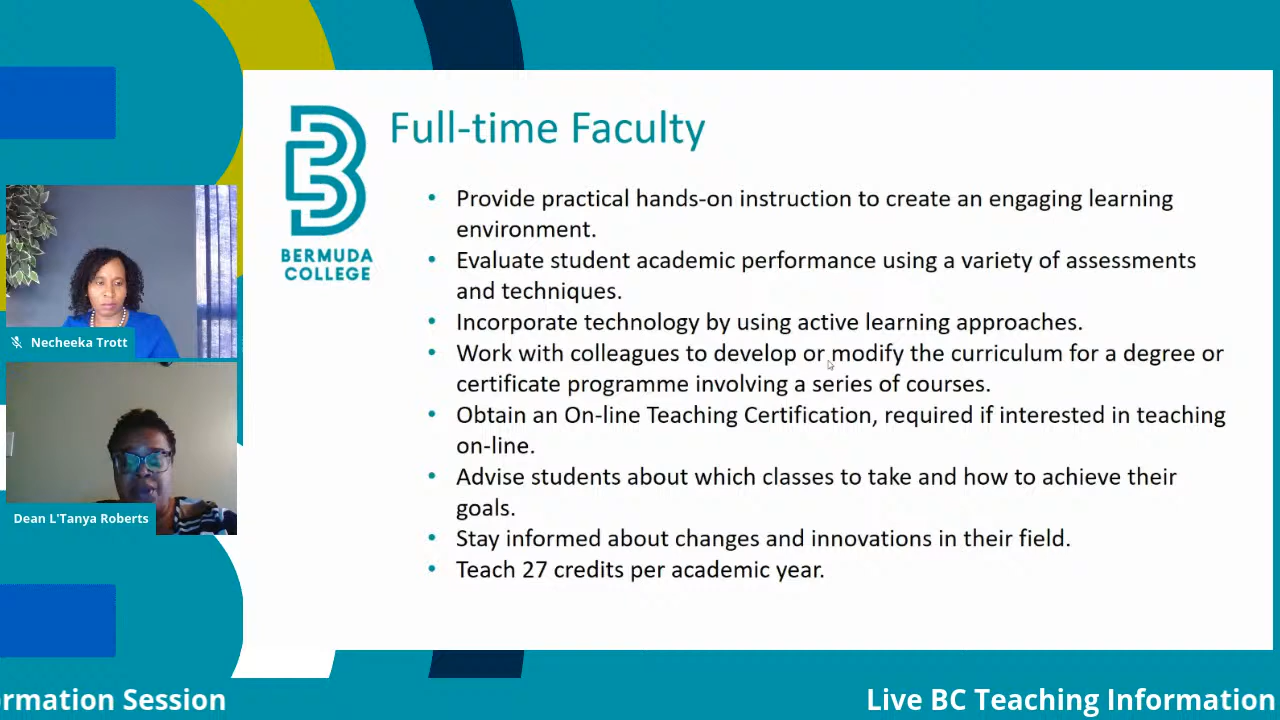 Full-time Faculty
BERMUDA
COLLEGE
• Provide practical hands-on instruction to create an engaging learning
environment.
• Evaluate student academic performance using a variety of assessments
and techniques.
• Incorporate technology by using active learning approaches.
• Work with colleagues to develop or modify the curriculum for a degree or
certificate programme involving a series of courses.
• Obtain an On-line Teaching Certification, required if interested in teaching
on-line.
• Advise students about which classes to take and how to achieve their
goals.
• Stay informed about changes and innovations in their field.
• Teach 27 credits per academic year.
Necheeka Trott
Dean L'Tanya Roberts
ormation Session
Live BC Teaching Information